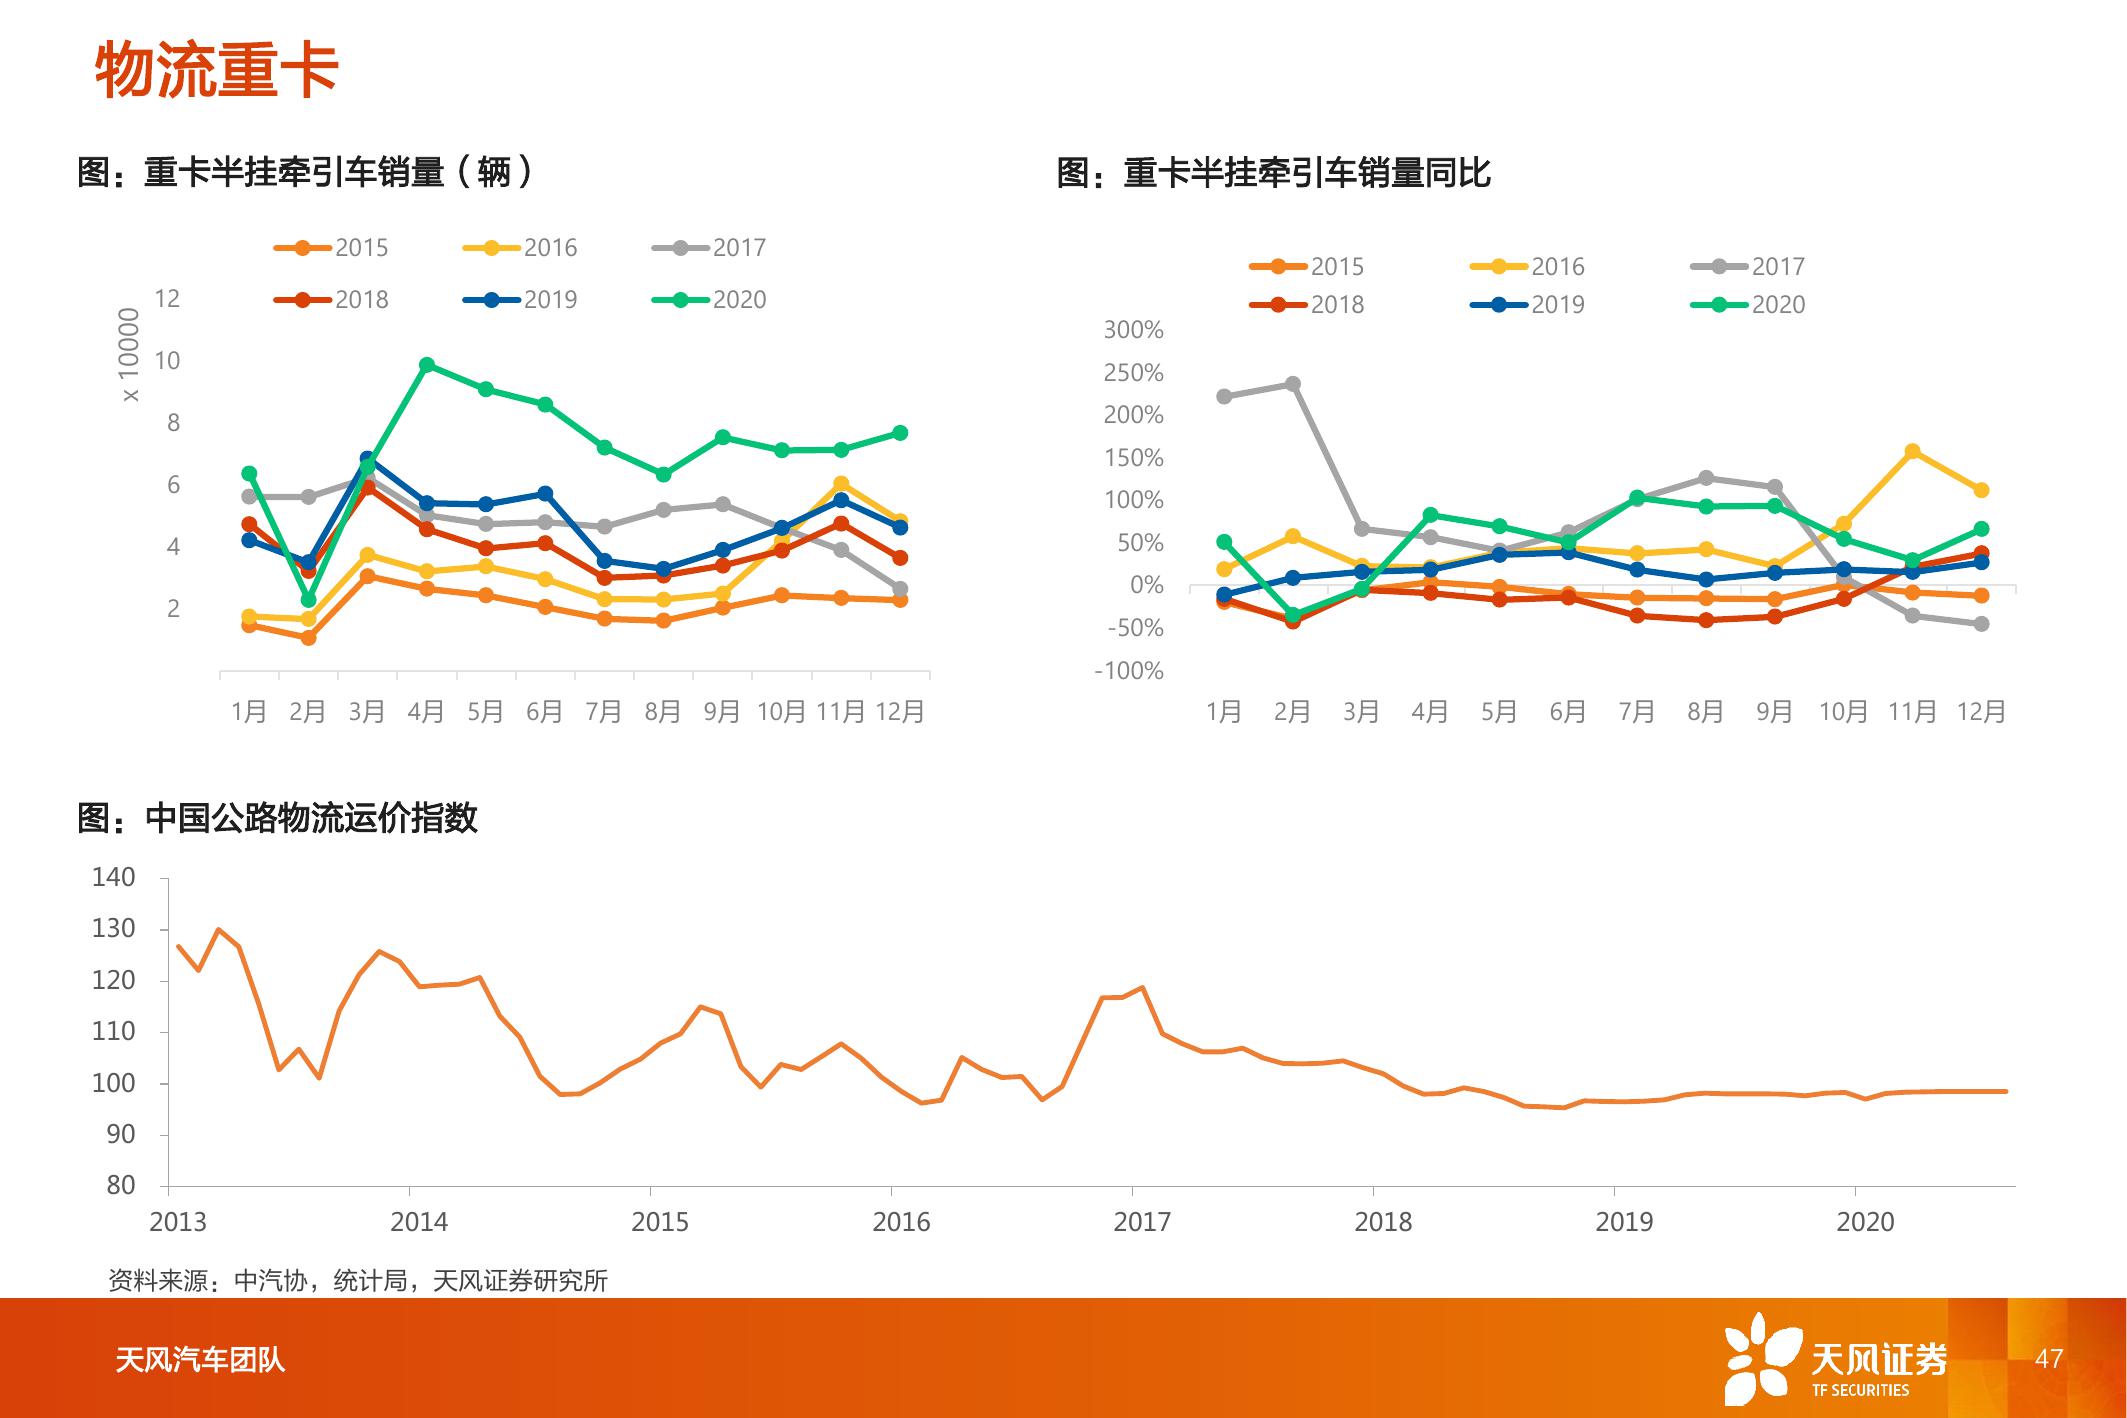 物流重卡
图：重卡半挂牵引车销量（辆）
2015 2016 2017
2018 2019 2020
x 10000
12
10
8
6
4
2
1月 2月 3月 4月 5月 6月 7月 8月 9月 10月 11月 12月
图：重卡半挂牵引车销量同比
2015 2016 2017
2018 2019 2020
300%
250%
200%
150%
100%
50%
0%
-50%
-100%
1月 2月 3月 4月 5月 6月 7月 8月 9月 10月 11月 12月
图：中国公路物流运价指数
140
130
120
110
100
90
80
2013 2014 2015 2016 2017 2018 2019 2020
资料来源：中汽协，统计局，天风证券研究所
天风汽车团队
天风证券
TF SECURITIES
47